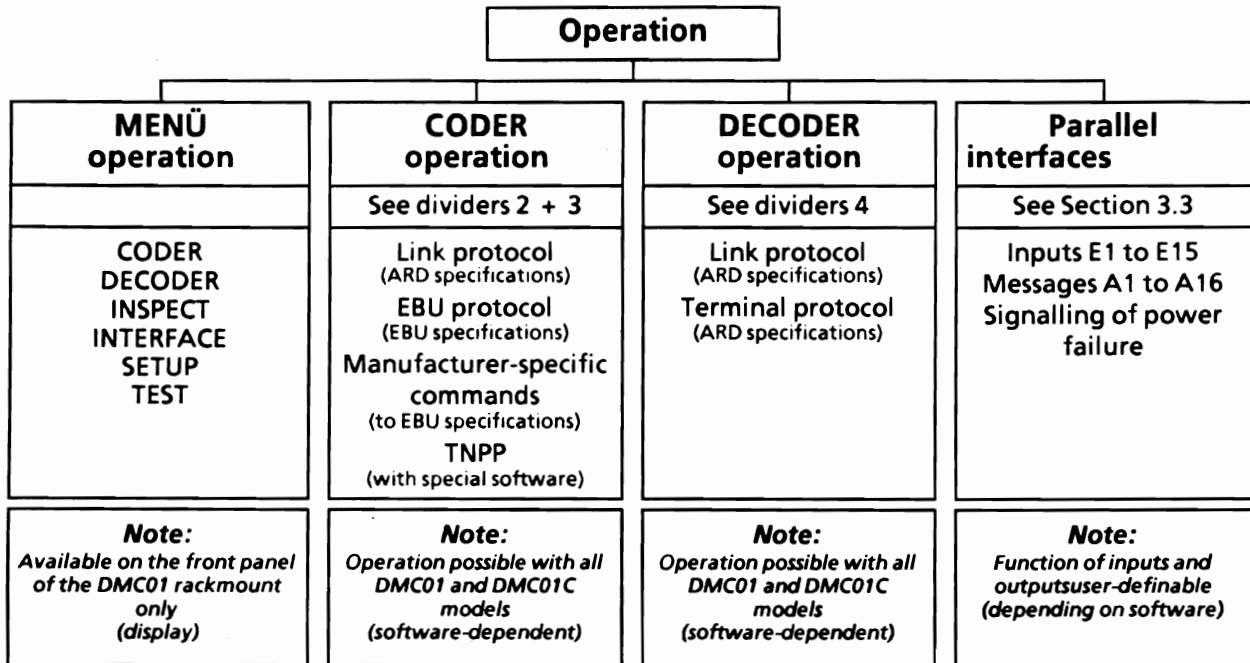 Operation
MENÜ
operation
CODER
DECODER
INSPECT
INTERFACE
SETUP
TEST
Note:
Available on the front panel
of the DMC01 rackmount
only
(display)
CODER
operation
See dividers 2 + 3
Link protocol
(ARD specifications)
EBU protocol
(EBU specifications)
Manufacturer-specific
commands
(to EBU specifications)
TNPP
(with special software)
Note:
Operation possible with all
DMC01 and DMC01C
models
(software-dependent)
DECODER
operation
See dividers 4
Link protocol
(ARD specifications)
Terminal protocol
(ARD specifications)
Note:
Operation possible with all
DMC01 and DMC01C
models
(software-dependent)
Parallel
interfaces
See Section 3.3
Inputs E1 to E15
Messages A1 to A16
Signalling of power
failure
Note:
Function of inputs and
outputsuser-definable
(depending on software)